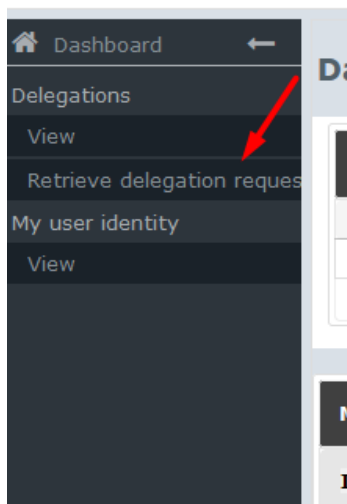 Dashboard
Da
Delegations
View
Retrieve delegation reques
My user identity
View